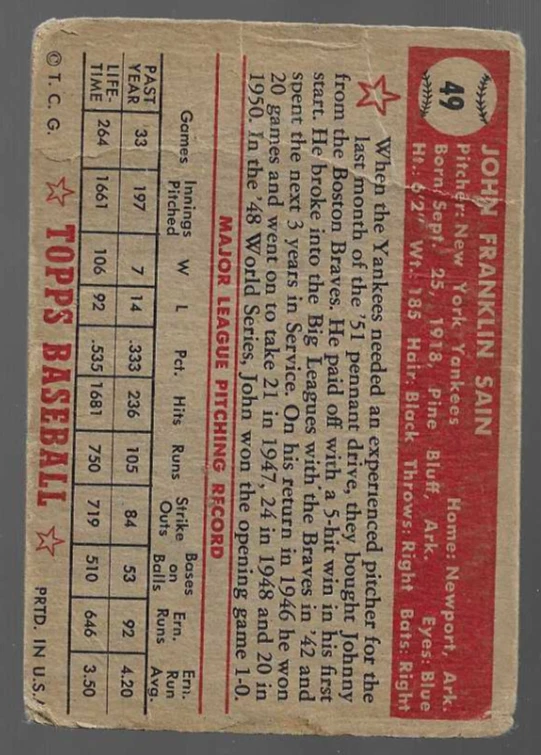 49
JOHN FRANKLIN SAIN
Pitcher: New York Yankees Home: Newport, Ark.
Born: Sept. 25, 1918, Pine Bluff, Ark. Eyes: Blue
Ht.: 6'2" Wt.: 185 Hair: Black Throws: Right Bats: Right
When the Yankees needed an experienced pitcher for the
last month of the '51 pennant drive, they bought Johnny
from the Boston Braves. He paid off with a 5-hit win in his first
start. He broke into the Big Leagues with the Braves in '42 and
spent the next 3 years in Service. On his return in 1946 he won
20 games and went on to take 21 in 1947, 24 in 1948 and 20 in
1950. In the '48 World Series, John won the opening game 1-0.
MAJOR LEAGUE PITCHING RECORD
Games Innings Pitched W L Pct. Hits Runs Strike Outs Bases on Balls Ern. Runs Ern. Run Avg.
PAST YEAR 33 197 7 14 .333 236 105 84 53 92 4.20
LIFE-TIME 264 1661 106 92 .535 1681 750 719 510 646 3.50
© T. C. G. TOPPS BASEBALL PRTD. IN U.S.